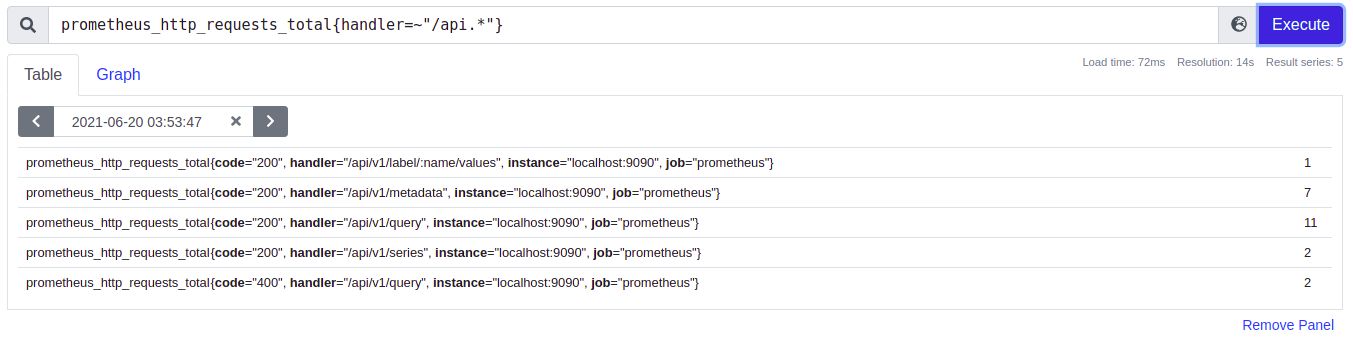 prometheus_http_requests_total{handler=~"/api.*"}
Execute
Load time: 72ms Resolution: 14s Result series: 5
Table Graph
2021-06-20 03:53:47
prometheus_http_requests_total{code="200", handler="/api/v1/label/:name/values", instance="localhost:9090", job="prometheus"} 1
prometheus_http_requests_total{code="200", handler="/api/v1/metadata", instance="localhost:9090", job="prometheus"} 7
prometheus_http_requests_total{code="200", handler="/api/v1/query", instance="localhost:9090", job="prometheus"} 11
prometheus_http_requests_total{code="200", handler="/api/v1/series", instance="localhost:9090", job="prometheus"} 2
prometheus_http_requests_total{code="400", handler="/api/v1/query", instance="localhost:9090", job="prometheus"} 2
Remove Panel